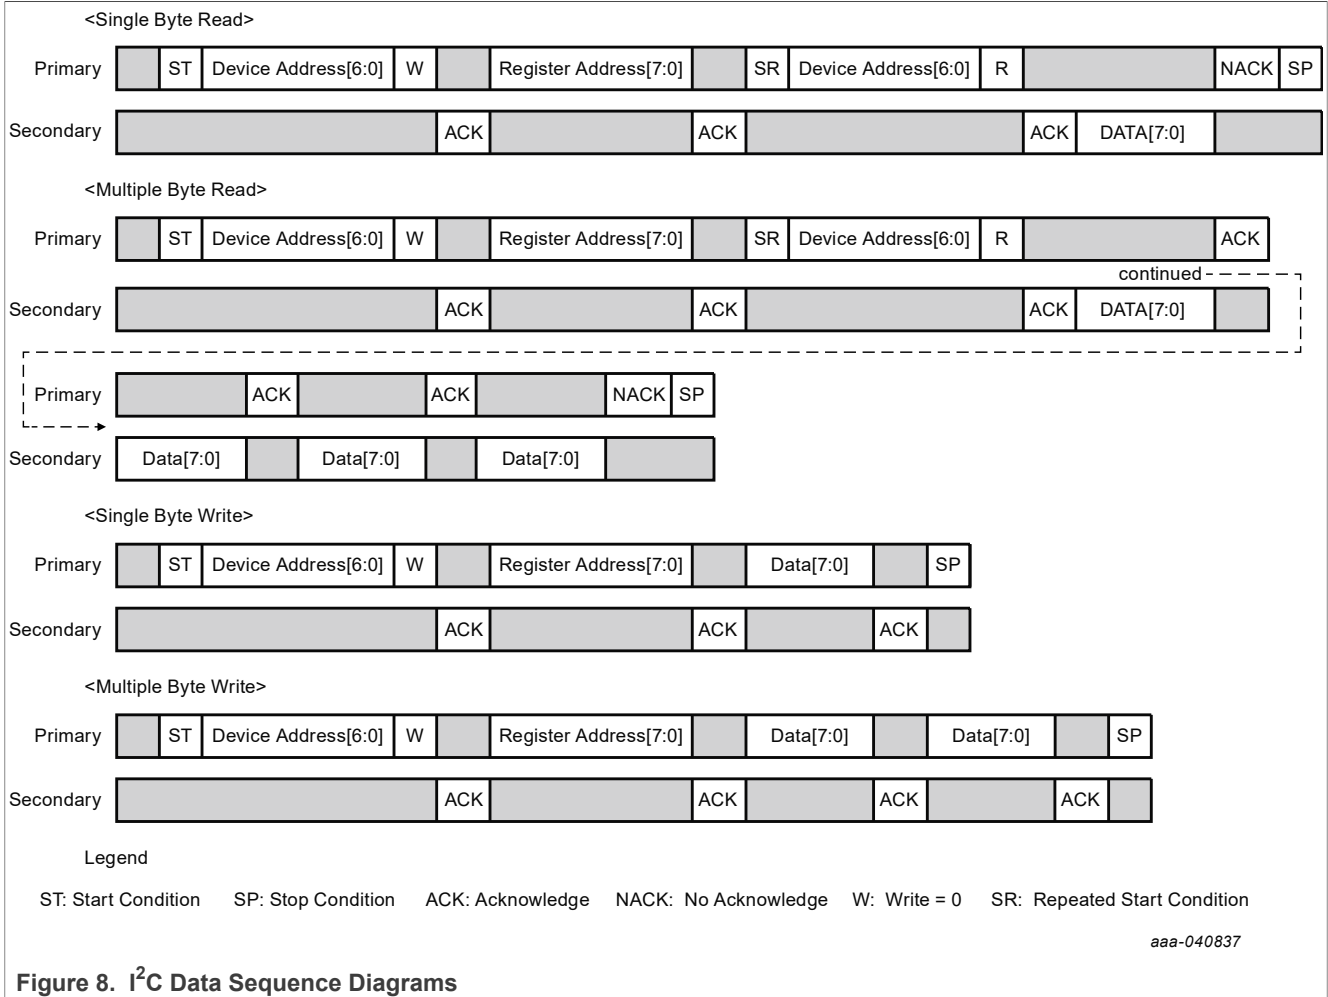 <Single Byte Read>
Primary ST Device Address[6:0] W Register Address[7:0] SR Device Address[6:0] R NACK SP
Secondary ACK ACK ACK DATA[7:0]
<Multiple Byte Read>
Primary ST Device Address[6:0] W Register Address[7:0] SR Device Address[6:0] R ACK
continued
Secondary ACK ACK ACK DATA[7:0]
Primary ACK ACK NACK SP
Secondary Data[7:0] Data[7:0] Data[7:0]
<Single Byte Write>
Primary ST Device Address[6:0] W Register Address[7:0] Data[7:0] SP
Secondary ACK ACK ACK
<Multiple Byte Write>
Primary ST Device Address[6:0] W Register Address[7:0] Data[7:0] Data[7:0] SP
Secondary ACK ACK ACK ACK
Legend
ST: Start Condition SP: Stop Condition ACK: Acknowledge NACK: No Acknowledge W: Write = 0 SR: Repeated Start Condition
aaa-040837
Figure 8. I²C Data Sequence Diagrams